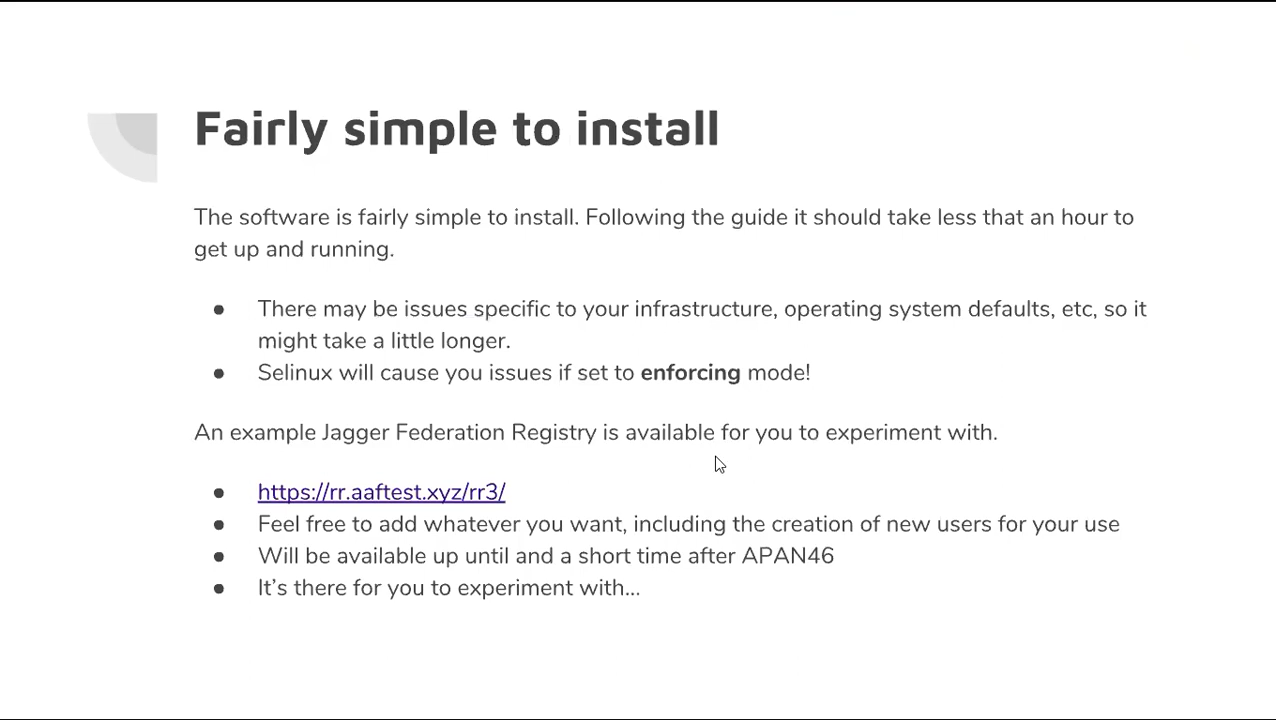 Fairly simple to install
The software is fairly simple to install. Following the guide it should take less that an hour to
get up and running.
● There may be issues specific to your infrastructure, operating system defaults, etc, so it
might take a little longer.
● Selinux will cause you issues if set to enforcing mode!
An example Jagger Federation Registry is available for you to experiment with.
● https://rr.aaftest.xyz/rr3/
● Feel free to add whatever you want, including the creation of new users for your use
● Will be available up until and a short time after APAN46
● It’s there for you to experiment with...